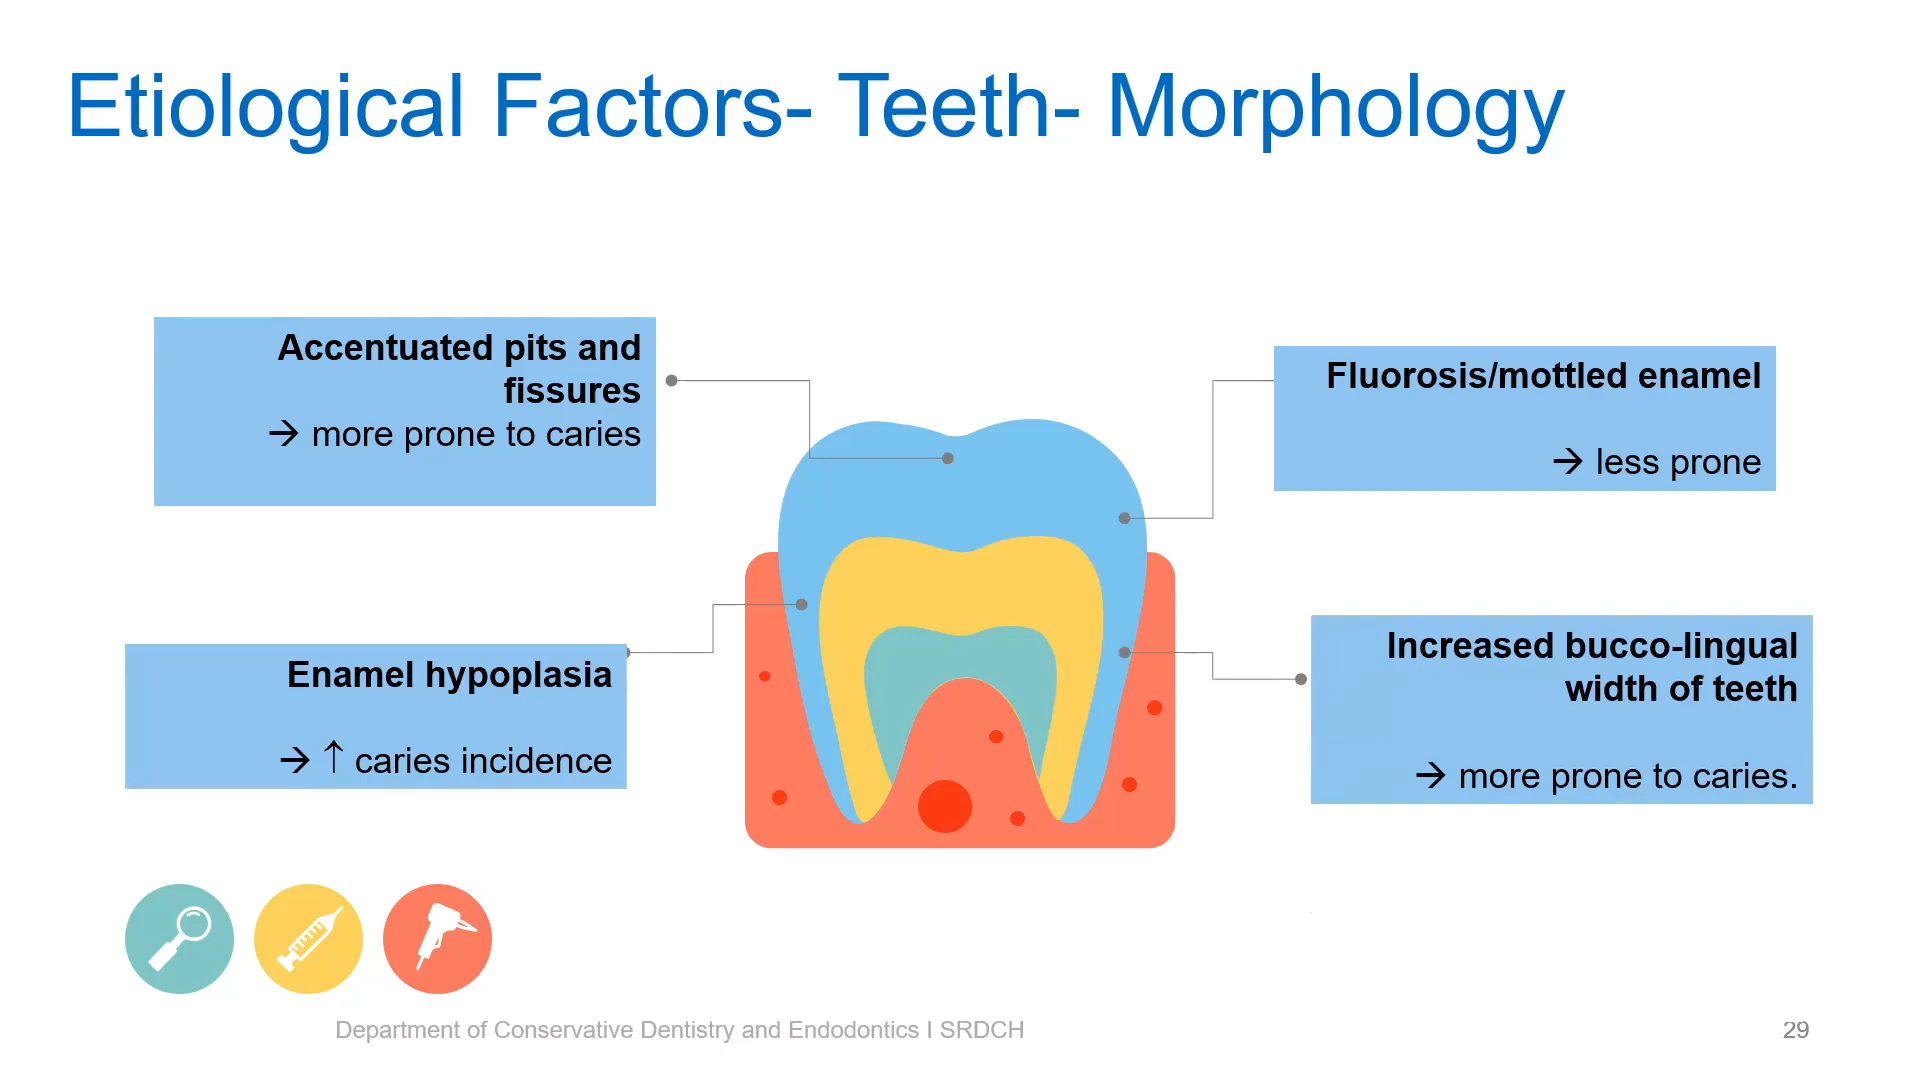 Etiological Factors- Teeth- Morphology
Accentuated pits and
fissures
→ more prone to caries
Fluorosis/mottled enamel
→ less prone
Enamel hypoplasia
→ ↑ caries incidence
Increased bucco-lingual
width of teeth
→ more prone to caries.
Department of Conservative Dentistry and Endodontics I SRDCH
29